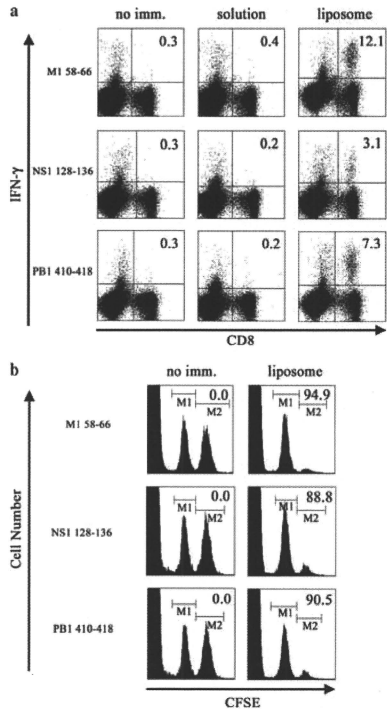 a
no imm. solution liposome
M1 58-66 0.3 0.4 12.1
NS1 128-136 0.3 0.2 3.1
PB1 410-418 0.3 0.2 7.3
IFN-γ
CD8
b
no imm. liposome
M1 58-66 0.0 M1 M2 94.9 M1 M2
NS1 128-136 0.0 M1 M2 88.8 M1 M2
PB1 410-418 0.0 M1 M2 90.5 M1 M2
Cell Number
CFSE